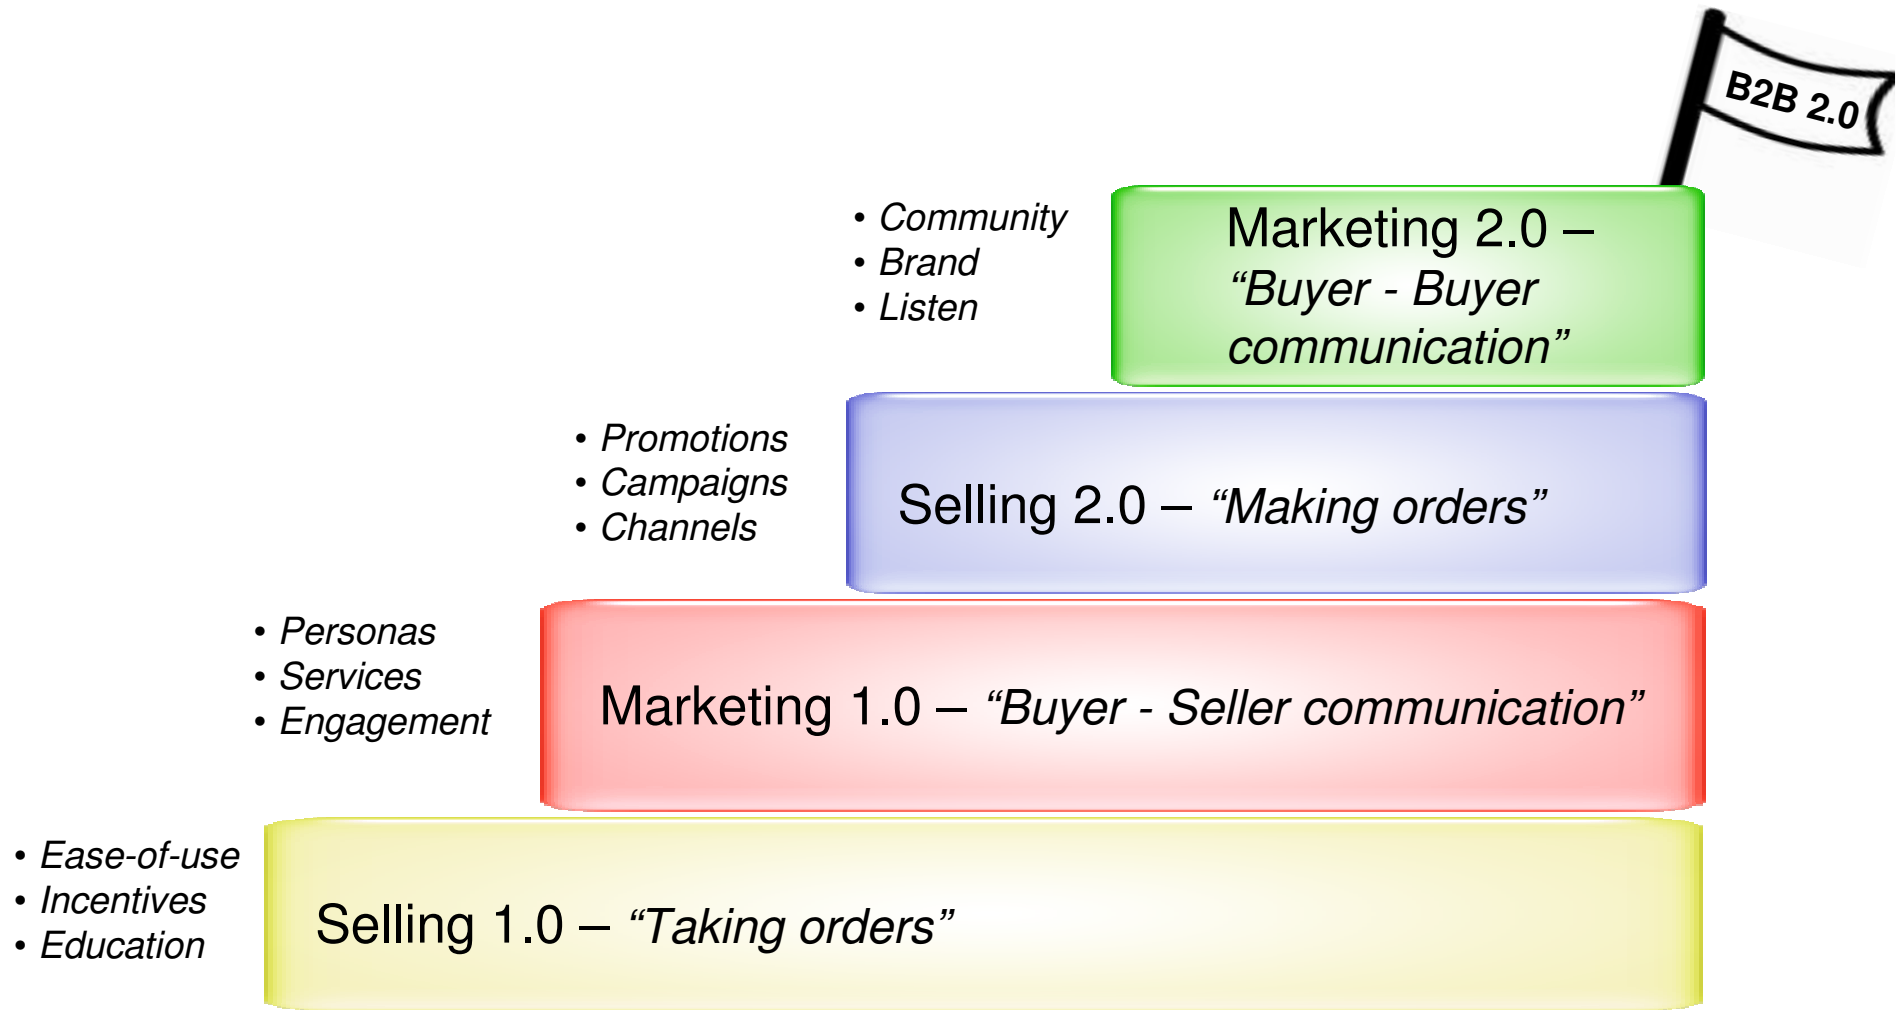 B2B 2.0
• Community
• Brand
• Listen
Marketing 2.0 –
“Buyer - Buyer
communication”
• Promotions
• Campaigns
• Channels
Selling 2.0 – “Making orders”
• Personas
• Services
• Engagement
Marketing 1.0 – “Buyer - Seller communication”
• Ease-of-use
• Incentives
• Education
Selling 1.0 – “Taking orders”